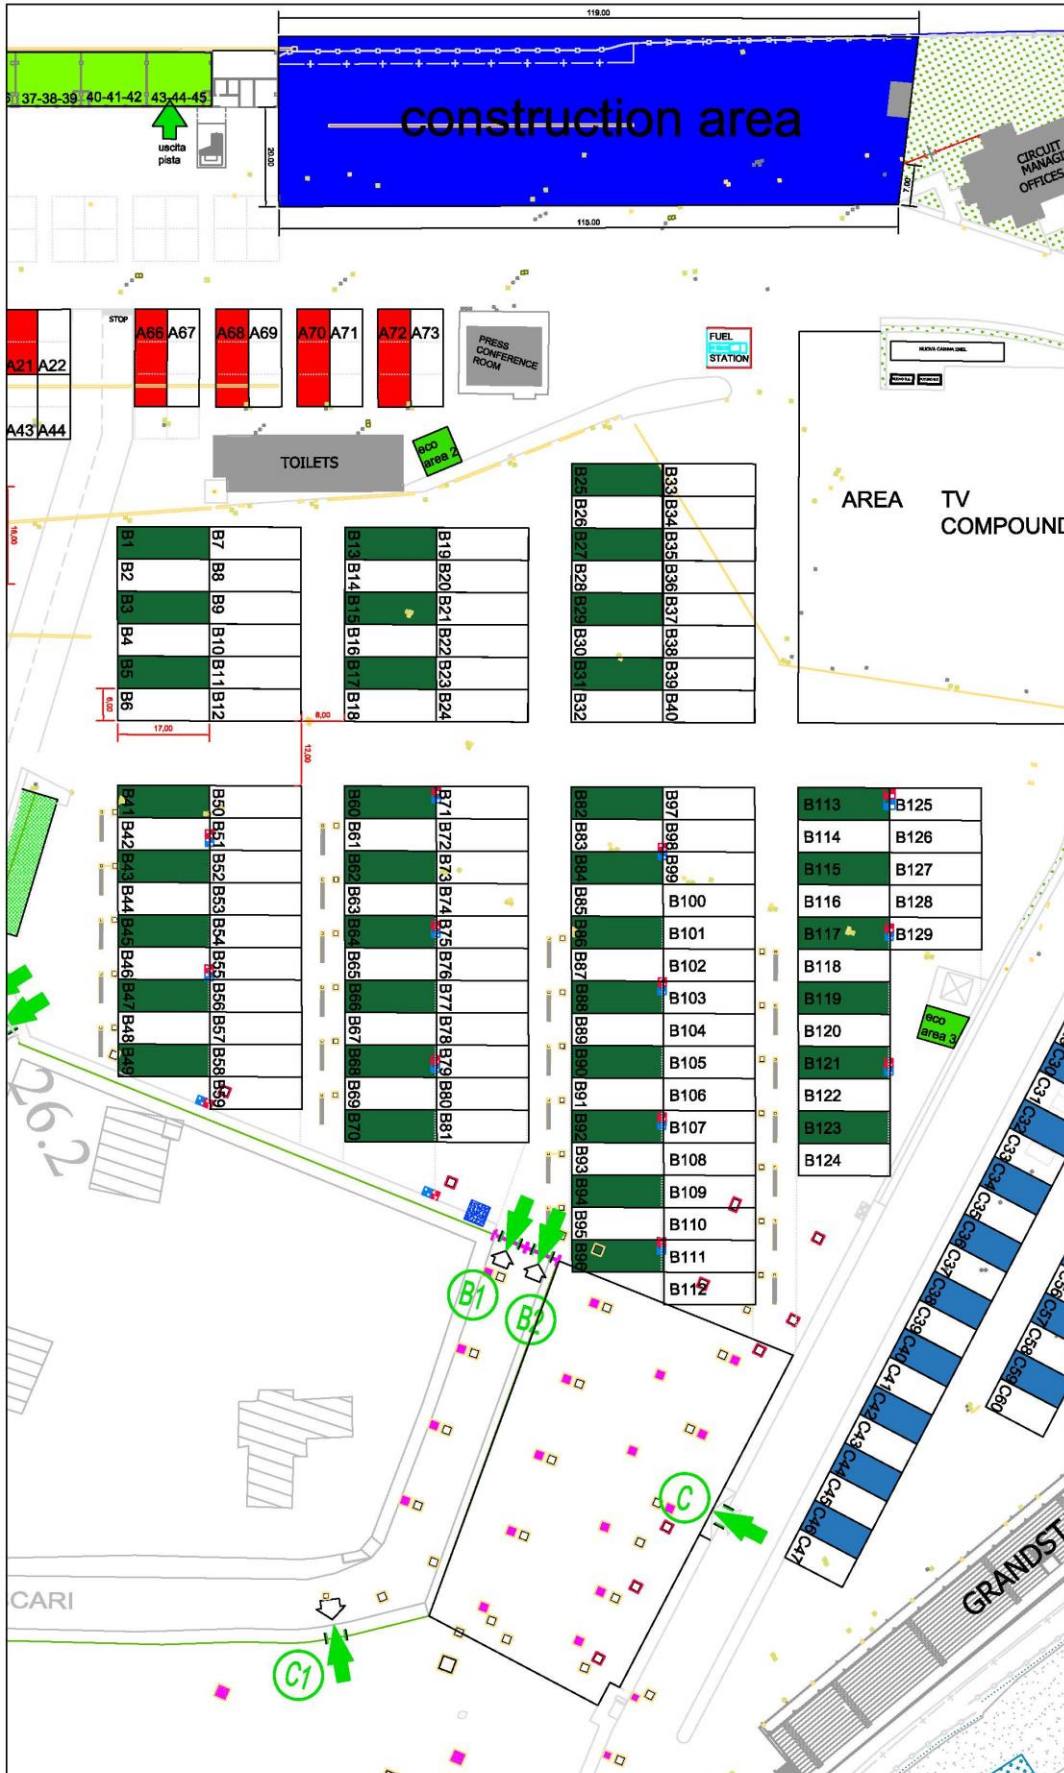 119.00
37-38-39
40-41-42
43-44-45
construction area
uscita
pista
20.00
7.00
CIRCUIT
MANAGI
OFFICES
115.00
STOP
A66
A67
A68
A69
A70
A71
A72
A73
A21
A22
A43
A44
PRESS
CONFERENCE
ROOM
FUEL
STATION
TOILETS
eco
area 2
AREA TV
COMPOUND
B1
B2
B3
B4
B5
B6
B7
B8
B9
B10
B11
B12
B13
B14
B15
B16
B17
B18
B19
B20
B21
B22
B23
B24
B25
B26
B27
B28
B29
B30
B31
B32
B33
B34
B35
B36
B37
B38
B39
B40
6,00
17,00
8,00
12,00
B41
B42
B43
B44
B45
B46
B47
B48
B49
B50
B51
B52
B53
B54
B55
B56
B57
B58
B59
B60
B61
B62
B63
B64
B65
B66
B67
B68
B69
B70
B71
B72
B73
B74
B75
B76
B77
B78
B79
B80
B81
B82
B83
B84
B85
B86
B87
B88
B89
B90
B91
B92
B93
B94
B95
B96
B97
B98
B99
B100
B101
B102
B103
B104
B105
B106
B107
B108
B109
B110
B111
B112
B113
B114
B115
B116
B117
B118
B119
B120
B121
B122
B123
B124
B125
B126
B127
B128
B129
eco
area 3
26.2
C30
C31
C32
C33
C34
C35
C36
C37
C38
C39
C40
C41
C42
C43
C44
C45
C46
C47
C56
C57
C58
C59
C60
B1
B2
C
C1
CARI
GRANDST